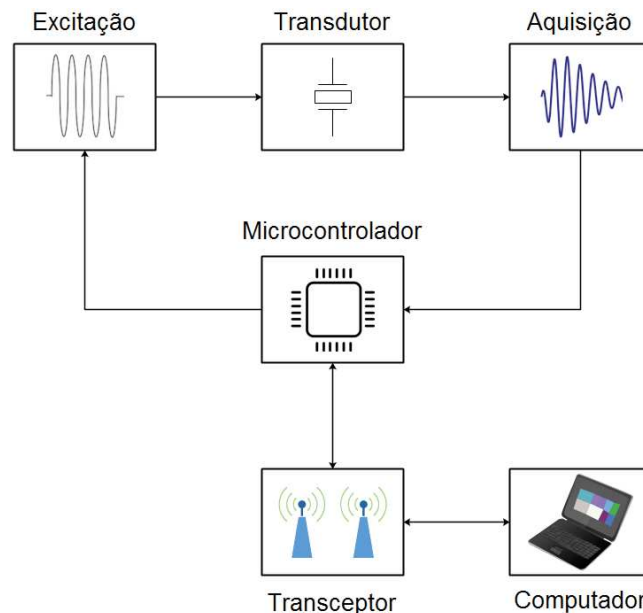 Excitação
Transdutor
Aquisição
Microcontrolador
Transceptor
Computador